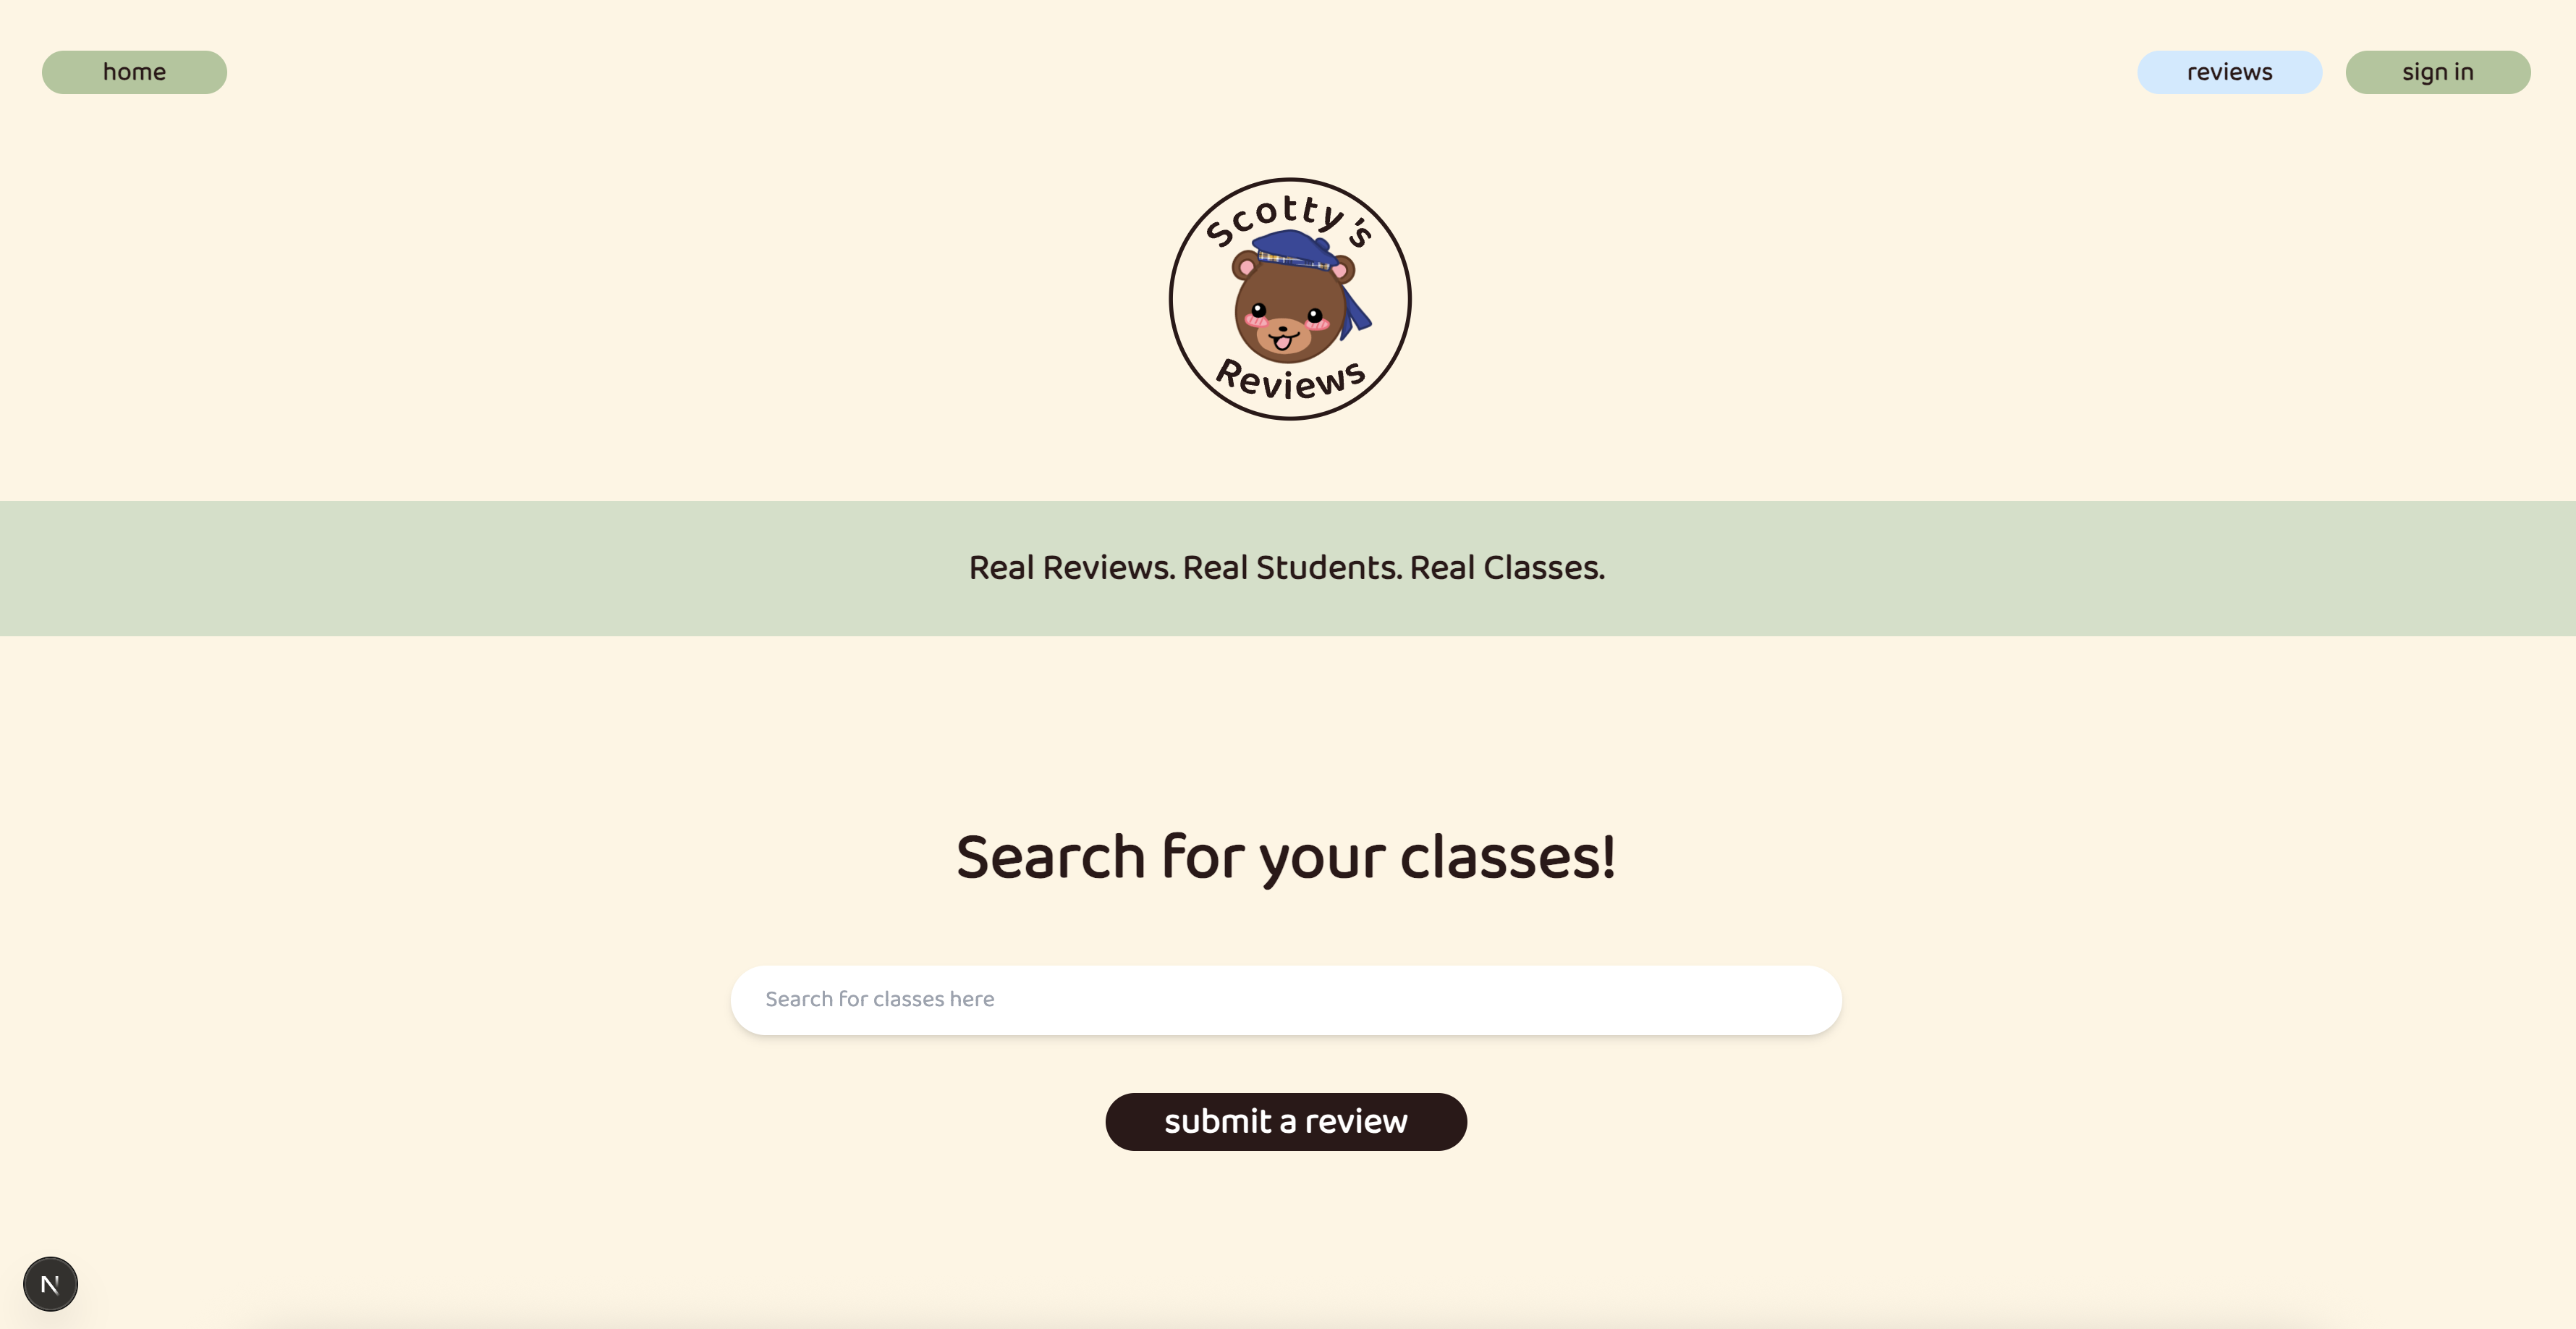 home
reviews
sign in
Scotty's
Reviews
Real Reviews. Real Students. Real Classes.
Search for your classes!
Search for classes here
submit a review
N